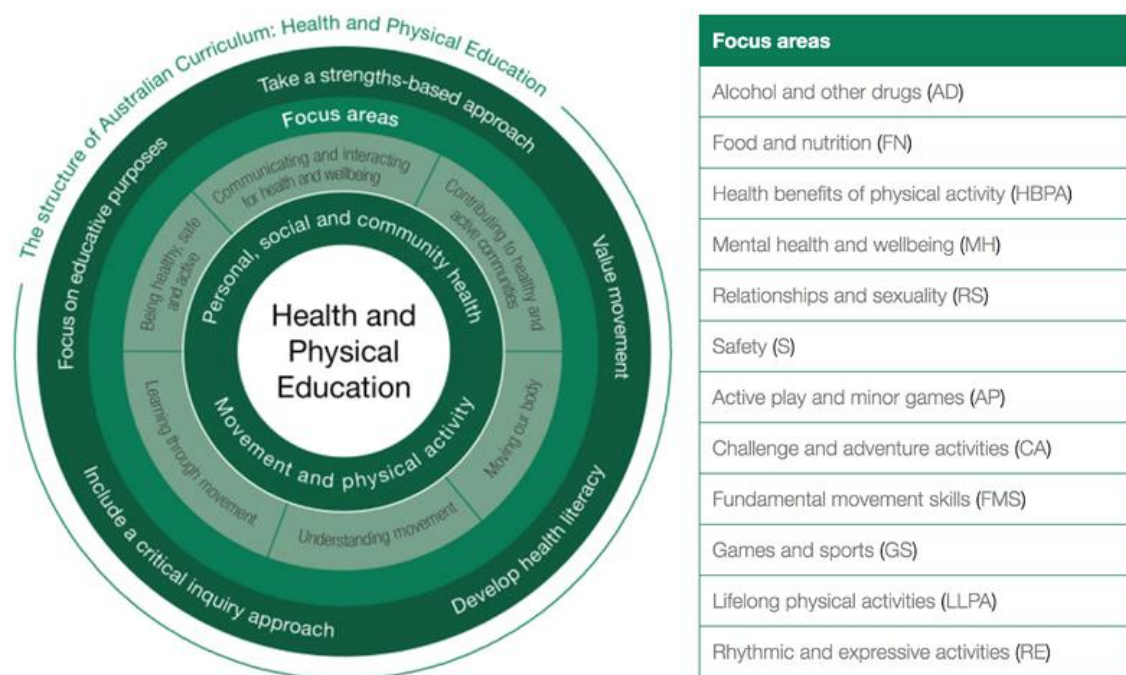 The structure of Australian Curriculum: Health and Physical Education
Take a strengths-based approach
Value movement
Develop health literacy
Include a critical inquiry approach
Focus on educative purposes
Focus areas
Being healthy, safe
and active
Communicating and interacting
for health and wellbeing
Contributing to healthy and
active communities
Moving our body
Understanding movement
Learning through movement
Personal, social and community health
Movement and physical activity
Health and
Physical
Education
Focus areas
Alcohol and other drugs (AD)
Food and nutrition (FN)
Health benefits of physical activity (HBPA)
Mental health and wellbeing (MH)
Relationships and sexuality (RS)
Safety (S)
Active play and minor games (AP)
Challenge and adventure activities (CA)
Fundamental movement skills (FMS)
Games and sports (GS)
Lifelong physical activities (LLPA)
Rhythmic and expressive activities (RE)